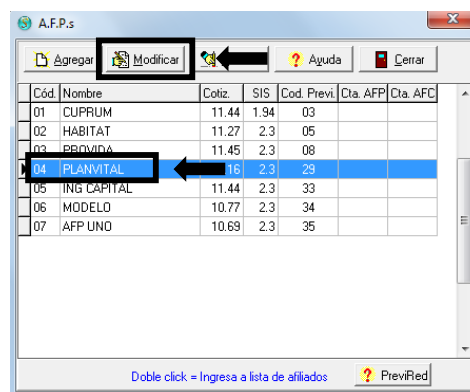 A.F.P.s
Agregar Modificar ? Ayuda Cerrar
Cód. Nombre Cotiz. SIS Cod. Previ. Cta. AFP Cta. AFC
01 CUPRUM 11.44 1.94 03
02 HABITAT 11.27 2.3 05
03 PROVIDA 11.45 2.3 08
04 PLANVITAL 16 2.3 29
05 ING CAPITAL 11.44 2.3 33
06 MODELO 10.77 2.3 34
07 AFP UNO 10.69 2.3 35
Doble click = Ingresa a lista de afiliados ? PreviRed